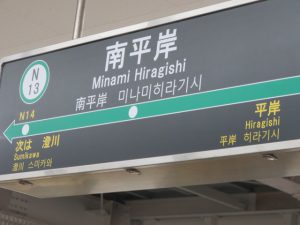 N
13
南平岸
Minami Hiragishi
南平岸 미나미히라기시
N14
次は 澄川
Sumikawa
澄川 스미카와
平岸
Hiragishi
平岸 히라기시